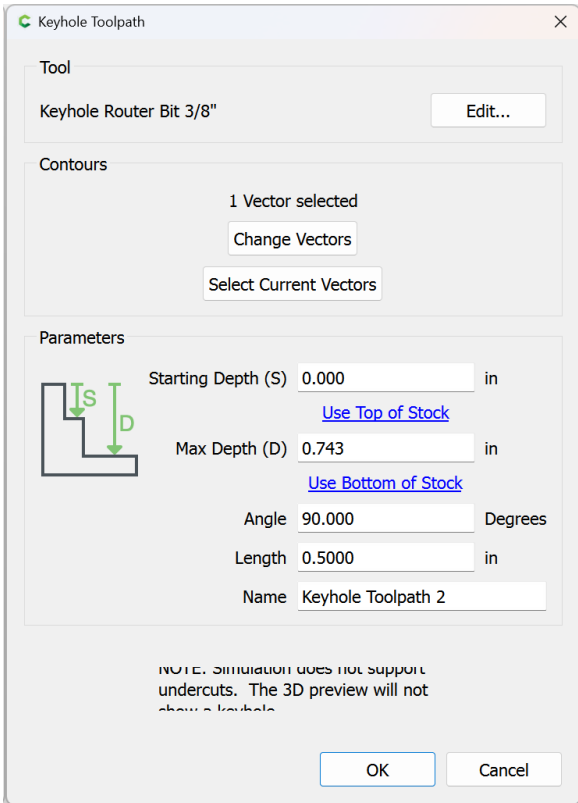 Keyhole Toolpath
Tool
Keyhole Router Bit 3/8"
Edit...
Contours
1 Vector selected
Change Vectors
Select Current Vectors
Parameters
S
D
Starting Depth (S) 0.000 in
Use Top of Stock
Max Depth (D) 0.743 in
Use Bottom of Stock
Angle 90.000 Degrees
Length 0.5000 in
Name Keyhole Toolpath 2
NOTE: Simulation does not support
undercuts. The 3D preview will not
show a keyhole
OK
Cancel